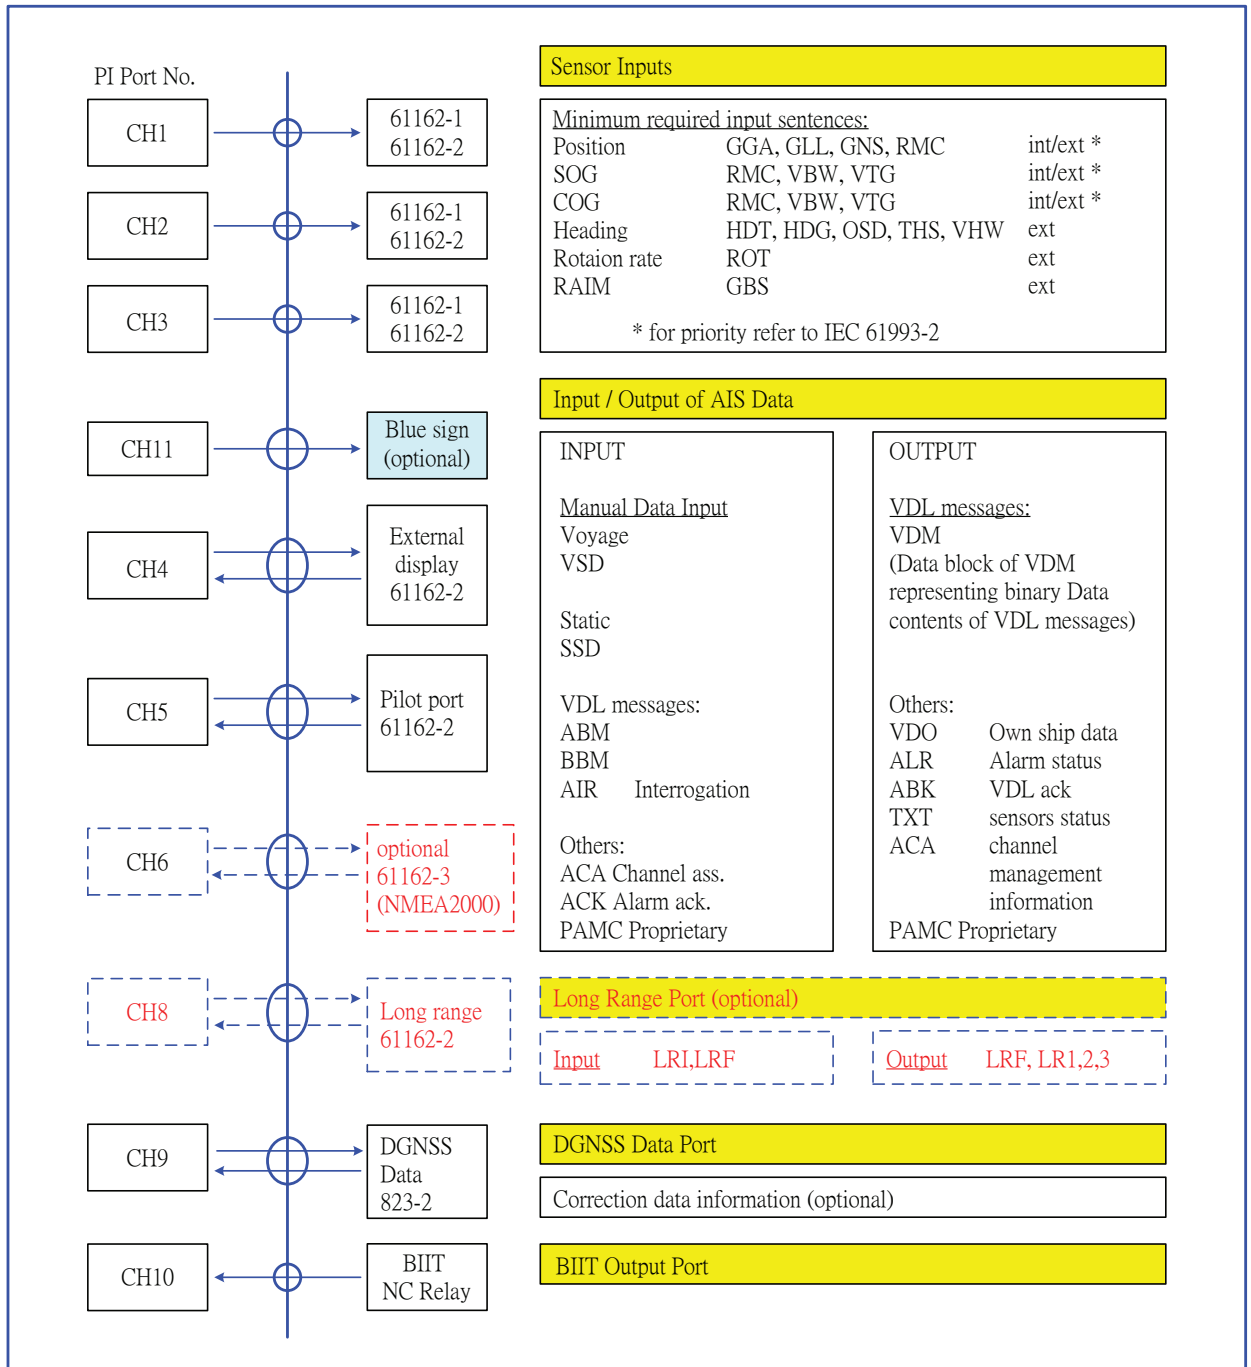 PI Port No.
CH1
61162-1
61162-2
CH2
61162-1
61162-2
CH3
61162-1
61162-2
Sensor Inputs
Minimum required input sentences:
Position GGA, GLL, GNS, RMC int/ext *
SOG RMC, VBW, VTG int/ext *
COG RMC, VBW, VTG int/ext *
Heading HDT, HDG, OSD, THS, VHW ext
Rotaion rate ROT ext
RAIM GBS ext
* for priority refer to IEC 61993-2
CH11
Blue sign
(optional)
CH4
External
display
61162-2
CH5
Pilot port
61162-2
CH6
optional
61162-3
(NMEA2000)
Input / Output of AIS Data
INPUT
Manual Data Input
Voyage
VSD
Static
SSD
VDL messages:
ABM
BBM
AIR Interrogation
Others:
ACA Channel ass.
ACK Alarm ack.
PAMC Proprietary
OUTPUT
VDL messages:
VDM
(Data block of VDM
representing binary Data
contents of VDL messages)
Others:
VDO Own ship data
ALR Alarm status
ABK VDL ack
TXT sensors status
ACA channel
management
information
PAMC Proprietary
CH8
Long range
61162-2
Long Range Port (optional)
Input LRI,LRF
Output LRF, LR1,2,3
CH9
DGNSS
Data
823-2
DGNSS Data Port
Correction data information (optional)
CH10
BIIT
NC Relay
BIIT Output Port